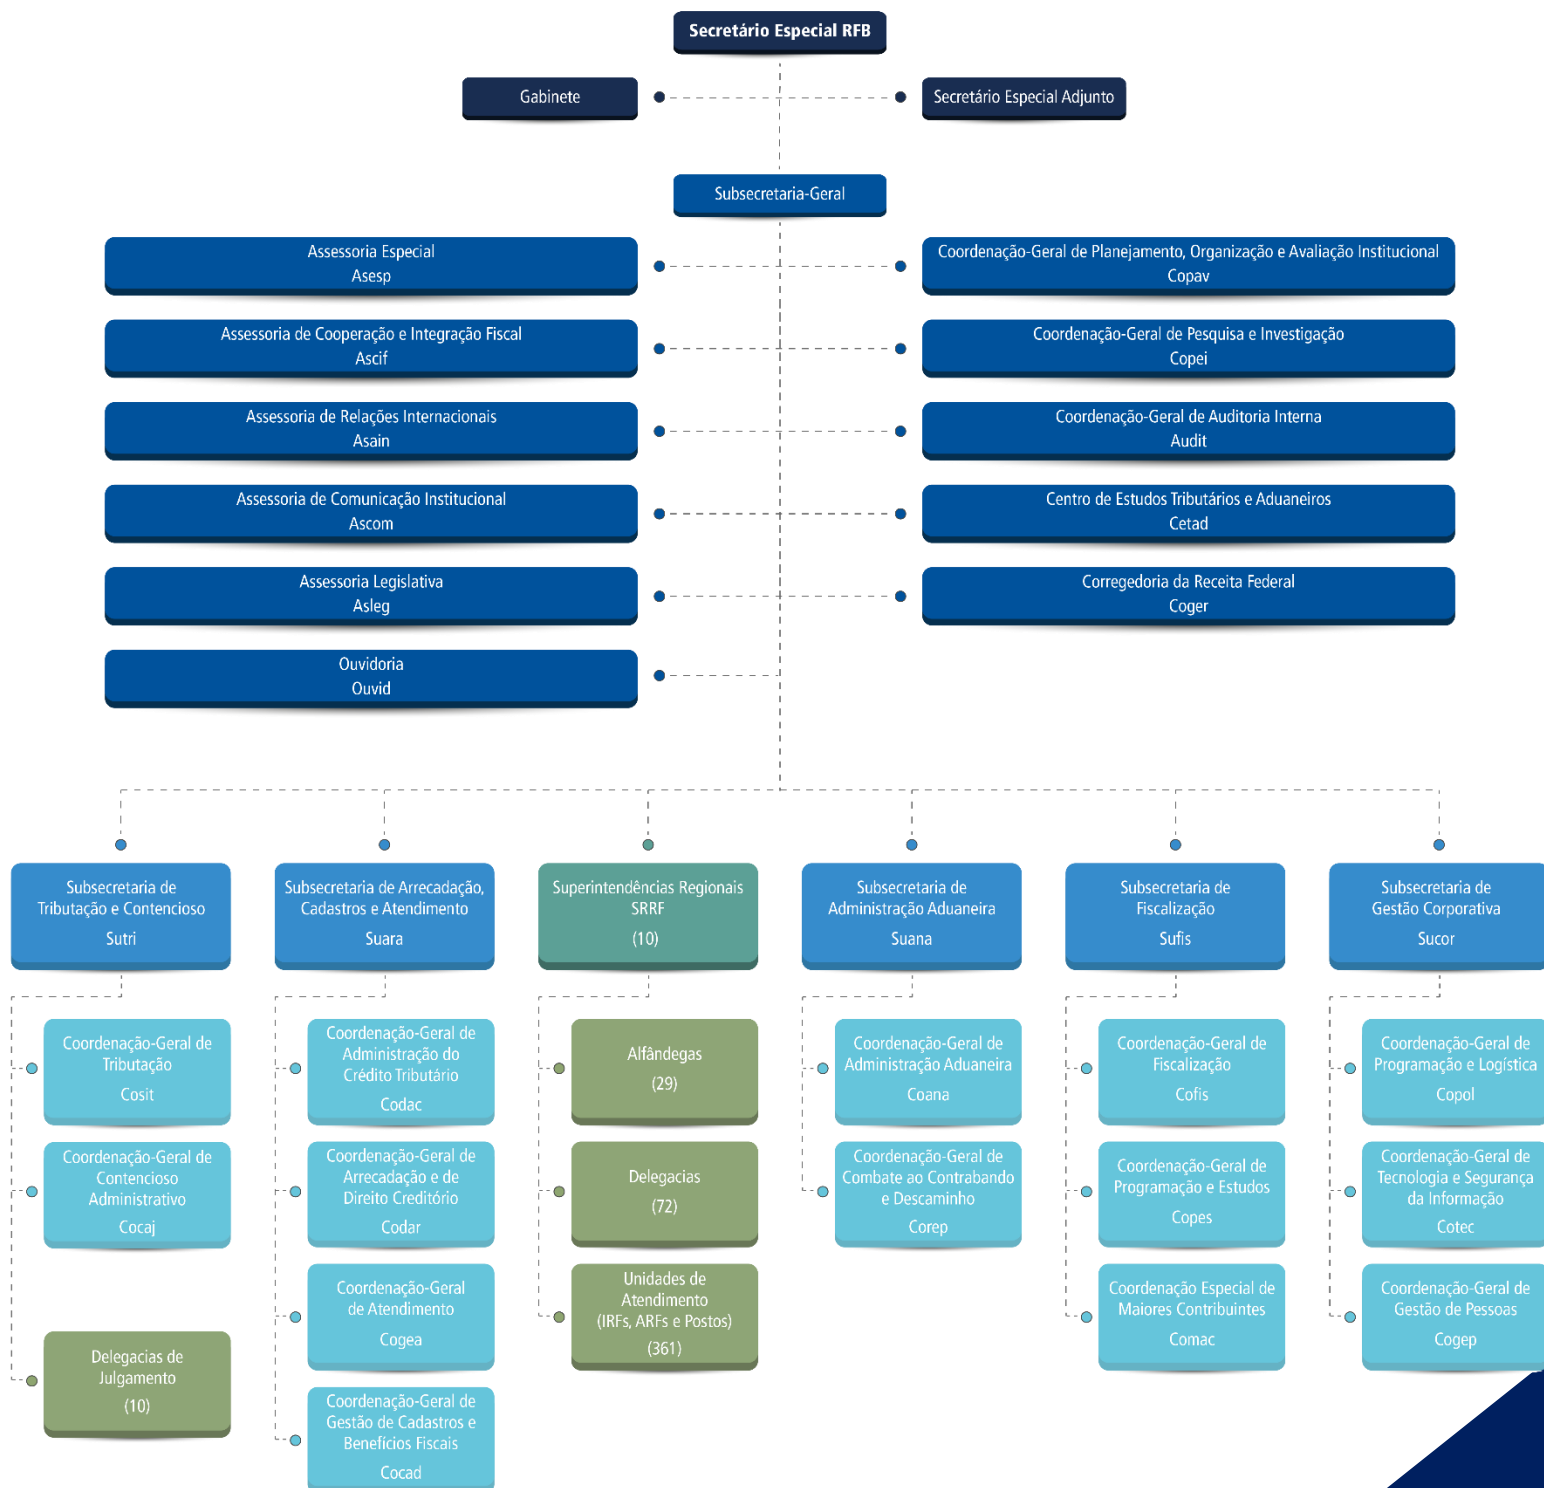 Secretário Especial RFB
Gabinete
Secretário Especial Adjunto
Subsecretaria-Geral
Assessoria Especial
Asesp
Coordenação-Geral de Planejamento, Organização e Avaliação Institucional
Copav
Assessoria de Cooperação e Integração Fiscal
Ascif
Coordenação-Geral de Pesquisa e Investigação
Copei
Assessoria de Relações Internacionais
Asain
Coordenação-Geral de Auditoria Interna
Audit
Assessoria de Comunicação Institucional
Ascom
Centro de Estudos Tributários e Aduaneiros
Cetad
Assessoria Legislativa
Asleg
Corregedoria da Receita Federal
Coger
Ouvidoria
Ouvid
Subsecretaria de
Tributação e Contencioso
Sutri
Subsecretaria de Arrecadação,
Cadastros e Atendimento
Suara
Superintendências Regionais
SRRF
(10)
Subsecretaria de
Administração Aduaneira
Suana
Subsecretaria de
Fiscalização
Sufis
Subsecretaria de
Gestão Corporativa
Sucor
Coordenação-Geral de
Tributação
Cosit
Coordenação-Geral de
Contencioso
Administrativo
Cocaj
Delegacias de
Julgamento
(10)
Coordenação-Geral de
Administração do
Crédito Tributário
Codac
Coordenação-Geral de
Arrecadação e de
Direito Creditório
Codar
Coordenação-Geral
de Atendimento
Cogea
Coordenação-Geral de
Gestão de Cadastros e
Benefícios Fiscais
Cocad
Alfândegas
(29)
Delegacias
(72)
Unidades de
Atendimento
(IRFs, ARFs e Postos)
(361)
Coordenação-Geral de
Administração Aduaneira
Coana
Coordenação-Geral de
Combate ao Contrabando
e Descaminho
Corep
Coordenação-Geral de
Fiscalização
Cofis
Coordenação-Geral de
Programação e Estudos
Copes
Coordenação Especial de
Maiores Contribuintes
Comac
Coordenação-Geral de
Programação e Logística
Copol
Coordenação-Geral de
Tecnologia e Segurança
da Informação
Cotec
Coordenação-Geral de
Gestão de Pessoas
Cogep